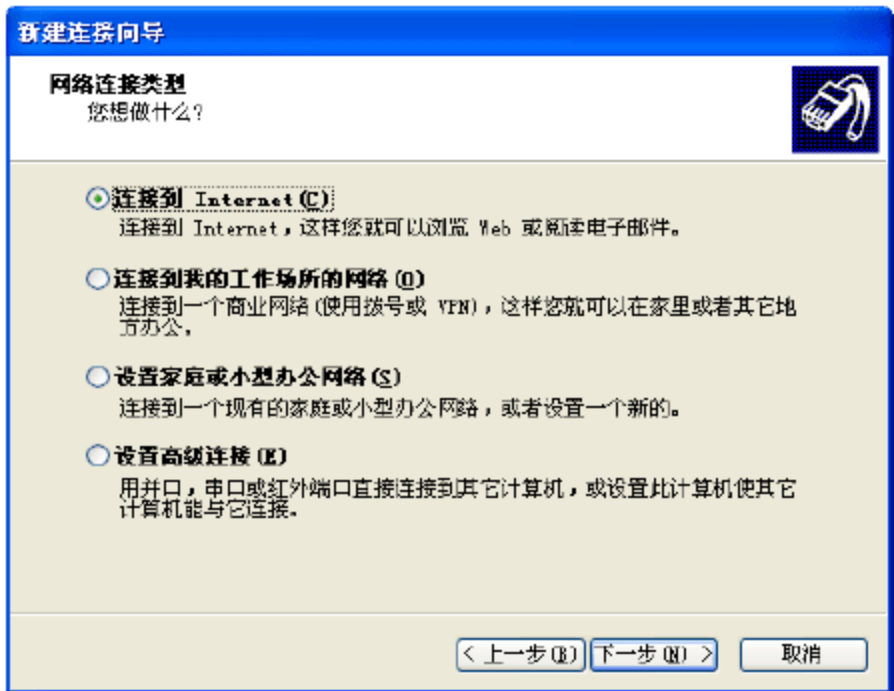 新建连接向导
网络连接类型
您想做什么?
连接到 Internet(C)
连接到 Internet，这样您就可以浏览 Web 或阅读电子邮件。
连接到我的工作场所的网络(O)
连接到一个商业网络(使用拨号或 VPN)，这样您就可以在家里或者其它地
方办公。
设置家庭或小型办公网络(S)
连接到一个现有的家庭或小型办公网络，或者设置一个新的。
设置高级连接(E)
用并口，串口或红外端口直接连接到其它计算机，或设置此计算机使其它
计算机能与它连接。
< 上一步(B) 下一步(N) > 取消